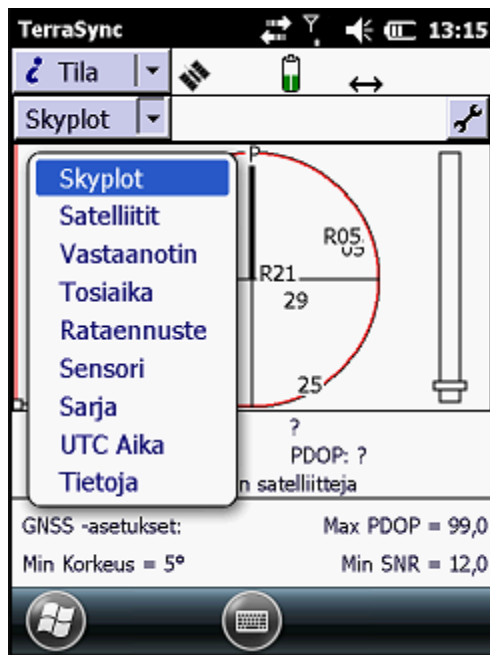 TerraSync 13:15
i Tila
Skyplot
Skyplot
Satelliitit
Vastaanotin
Tosiaika
Rataennuste
Sensori
Sarja
UTC Aika
Tietoja
P
R05
R21
29
25
?
PDOP: ?
n satelliitteja
GNSS -asetukset: Max PDOP = 99,0
Min Korkeus = 5° Min SNR = 12,0